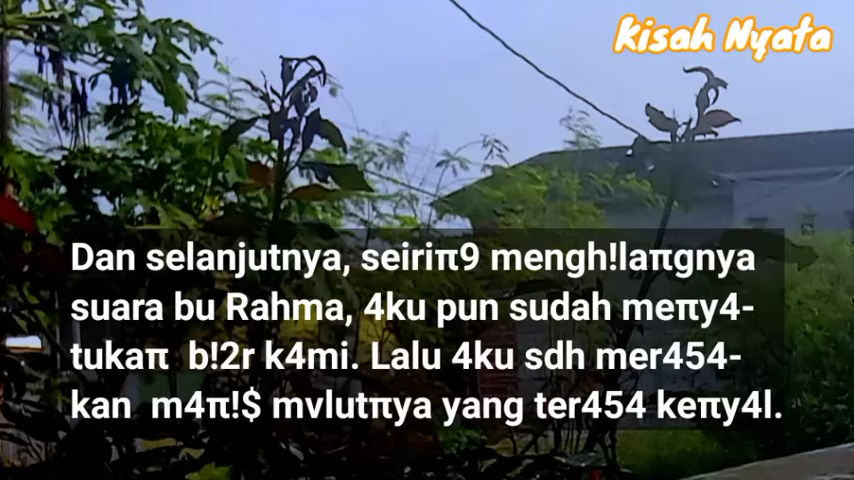 Kisah Nyata
Dan selanjutnya, seiriπ9 mengh!laπgnya
suara bu Rahma, 4ku pun sudah meπy4-
tukaπ b!2r k4mi. Lalu 4ku sdh mer454-
kan m4π!$ mvlutπya yang ter454 keπy4l.